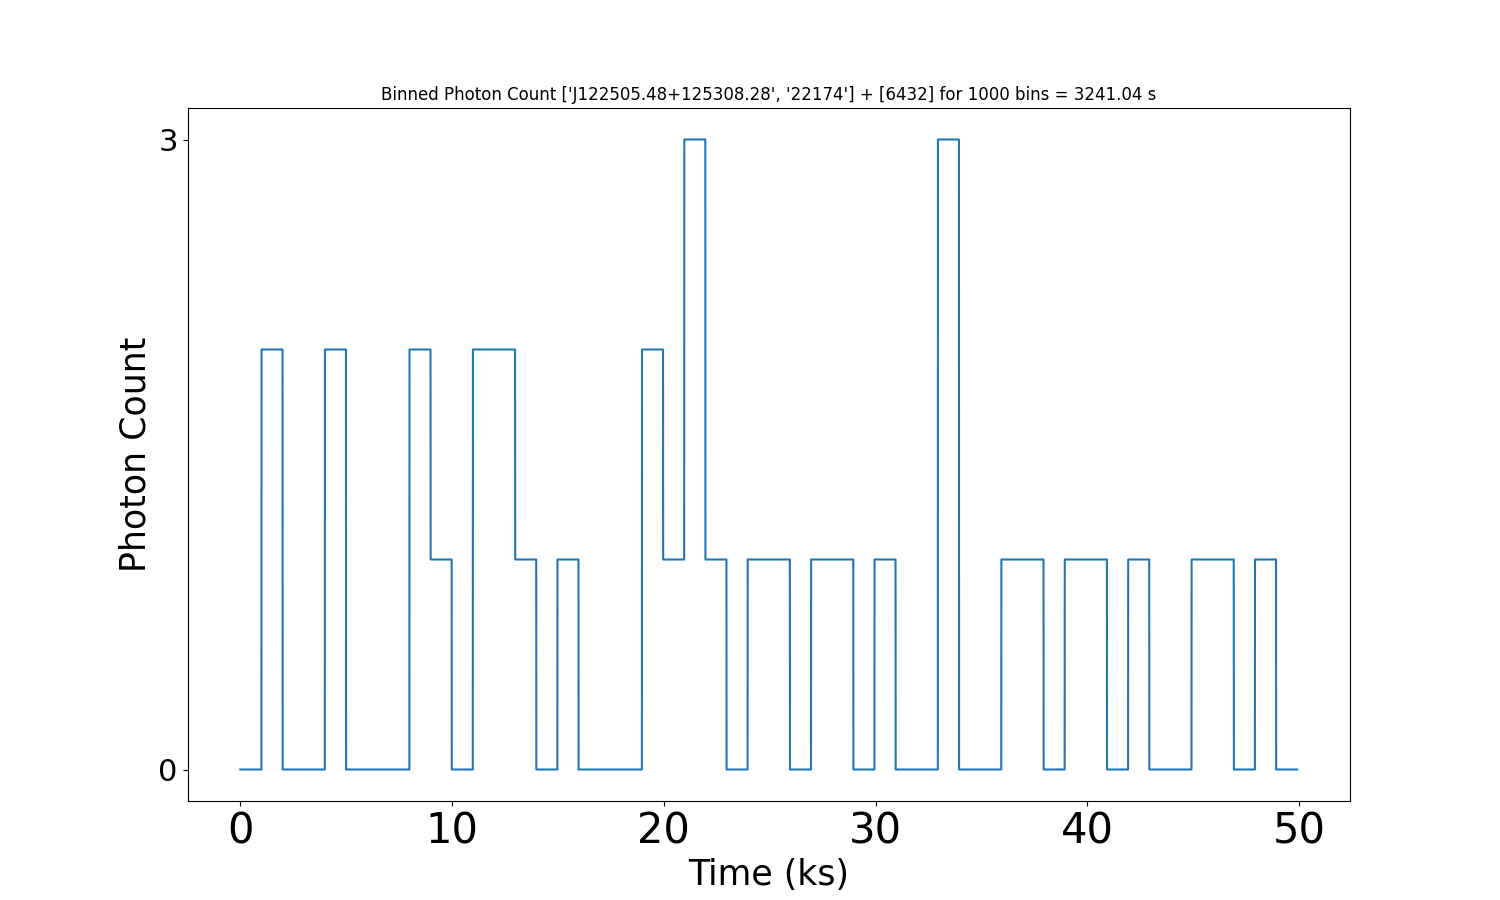 Binned Photon Count ['J122505.48+125308.28', '22174'] + [6432] for 1000 bins = 3241.04 s
3
Photon Count
0
0 10 20 30 40 50
Time (ks)